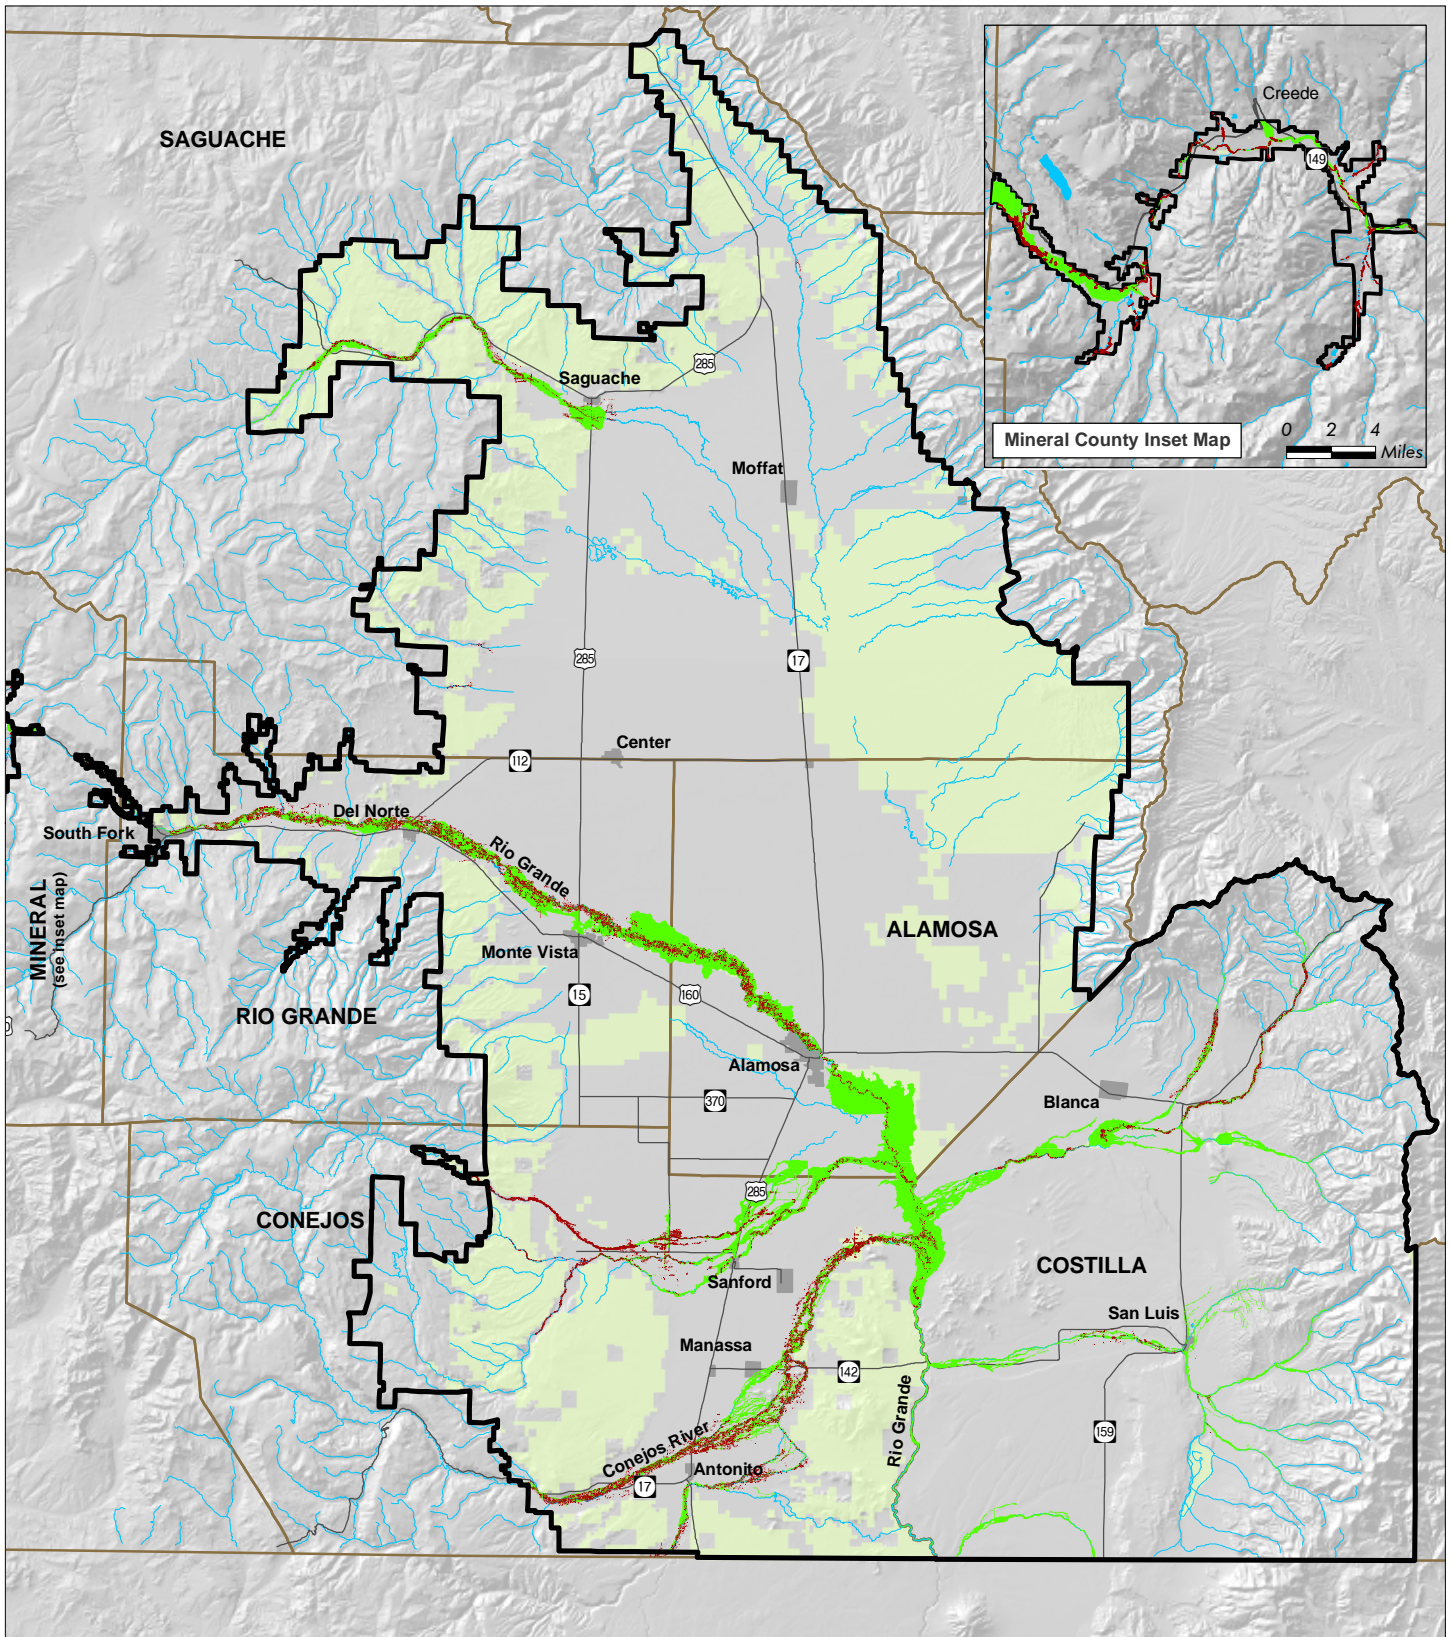 SAGUACHE
Creede
149
Mineral County Inset Map
0 2 4
Miles
285
Saguache
Moffat
285
17
Center
112
Del Norte
South Fork
Rio Grande
MINERAL
(see inset map)
ALAMOSA
Monte Vista
15
160
RIO GRANDE
Alamosa
370
Blanca
285
CONEJOS
COSTILLA
Sanford
San Luis
Manassa
142
Rio Grande
159
Conejos River
Antonito
17